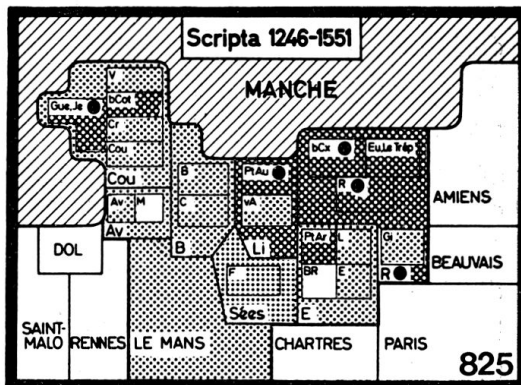 Scripta 1246-1551
MANCHE
V
Gue, Je
bCot
Cr
Cou
Cou
Av M
Av
B
C
B
PtAu
vA
Li
F
Sées
bCx
Eu, Le Trép
R
PtAr L
BR E
E
Gi
R
AMIENS
BEAUVAIS
DOL
SAINT-
MALO
RENNES
LE MANS
CHARTRES
PARIS
825